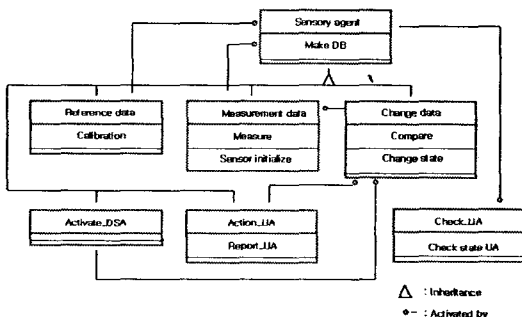 Sensory agent
Make DB
Reference data
Calibration
Measurement data
Measure
Sensor initialize
Change data
Compare
Change state
Activate_DSA
Action_UA
Report_UA
Check_UA
Check state UA
: Inheritance
: Activated by